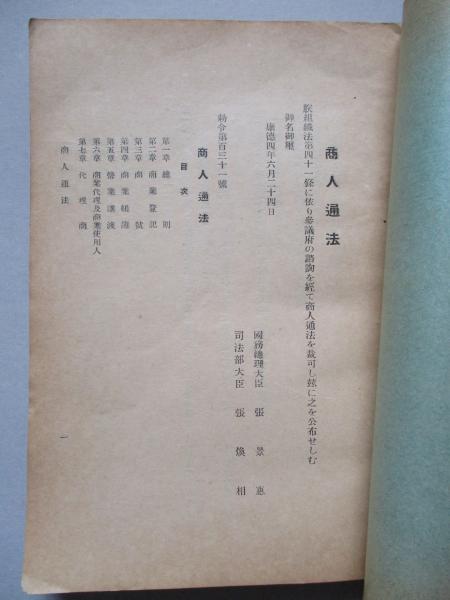 商人通法
朕組織法第四十一條に依り參議府の諮詢を經て商人通法を裁可し玆に之を公布せしむ
御名御璽
康德四年六月二十四日
國務總理大臣 張景惠
司法部大臣 張煥相
勅令第百三十一號
商人通法
目次
第一章 總則
第二章 商業登記
第三章 商號
第四章 商業帳簿
第五章 營業讓渡
第六章 商業代理及商業使用人
第七章 代理商
商人通法
一